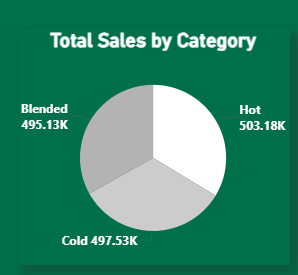 Total Sales by Category
Blended
495.13K
Hot
503.18K
Cold 497.53K